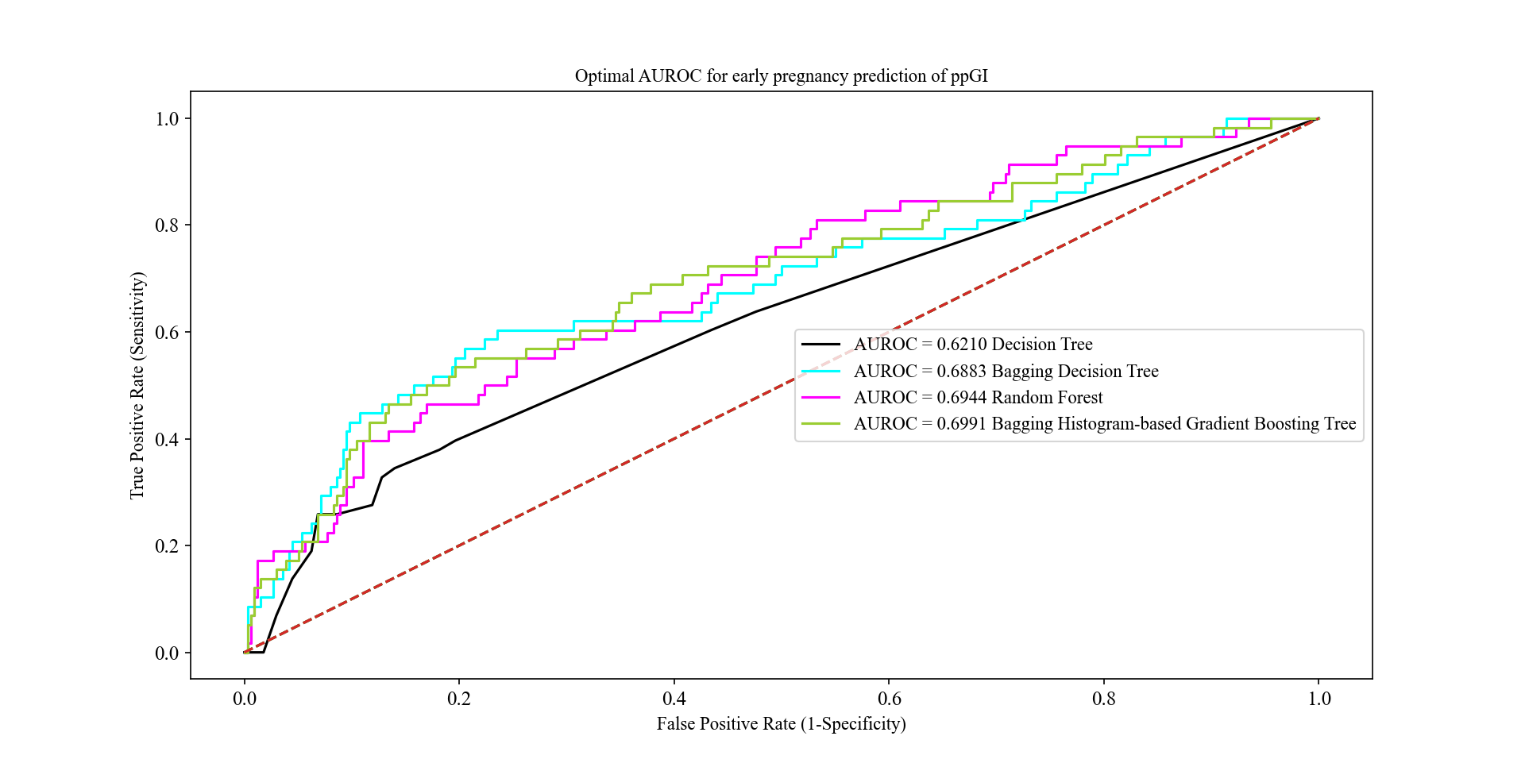 Optimal AUROC for early pregnancy prediction of ppGI
1.0
0.8
0.6
0.4
0.2
0.0
True Positive Rate (Sensitivity)
AUROC = 0.6210 Decision Tree
AUROC = 0.6883 Bagging Decision Tree
AUROC = 0.6944 Random Forest
AUROC = 0.6991 Bagging Histogram-based Gradient Boosting Tree
0.0 0.2 0.4 0.6 0.8 1.0
False Positive Rate (1-Specificity)